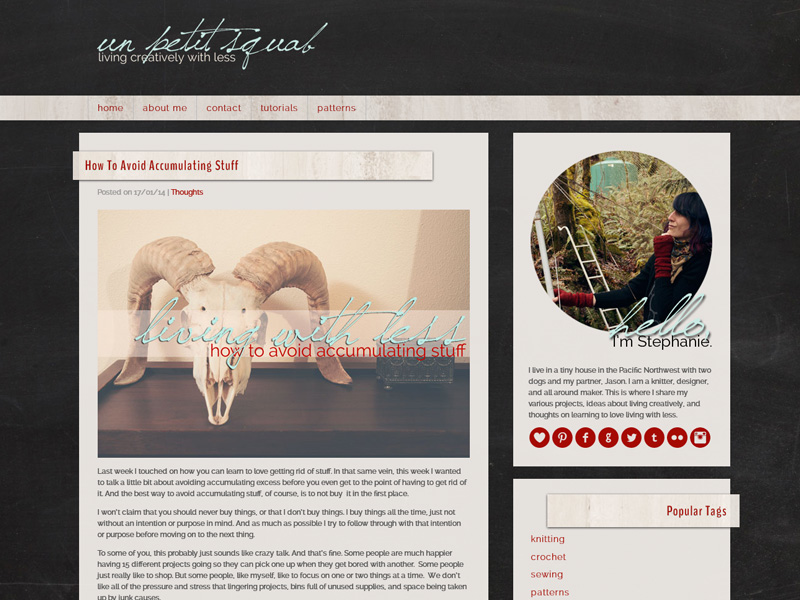 un petit squab
living creatively with less
home about me contact tutorials patterns
How To Avoid Accumulating Stuff
Posted on 17/01/14 | Thoughts
living with less
how to avoid accumulating stuff
Last week I touched on how you can learn to love getting rid of stuff. In that same vein, this week I wanted
to talk a little bit about avoiding accumulating excess before you even get to the point of having to get rid of
it. And the best way to avoid accumulating stuff, of course, is to not buy it in the first place.
I won't claim that you should never buy things, or that I don't buy things. I buy things all the time, just not
without an intention or purpose in mind. And as much as possible I try to follow through with that intention
or purpose before moving on to the next thing.
To some of you, this probably just sounds like crazy talk. And that's fine. Some people are much happier
having 15 different projects going so they can pick one up when they get bored with another. Some people
just really like to shop. But some people, like myself, like to focus on one or two things at a time. We don't
like all of the pressure and stress that lingering projects, bins full of unused supplies, and space being taken
up by junk causes.
hello,
I'm Stephanie.
I live in a tiny house in the Pacific Northwest with two
dogs and my partner, Jason. I am a knitter, designer,
and all around maker. This is where I share my
various projects, ideas about living creatively, and
thoughts on learning to love living with less.
Popular Tags
knitting
crochet
sewing
patterns